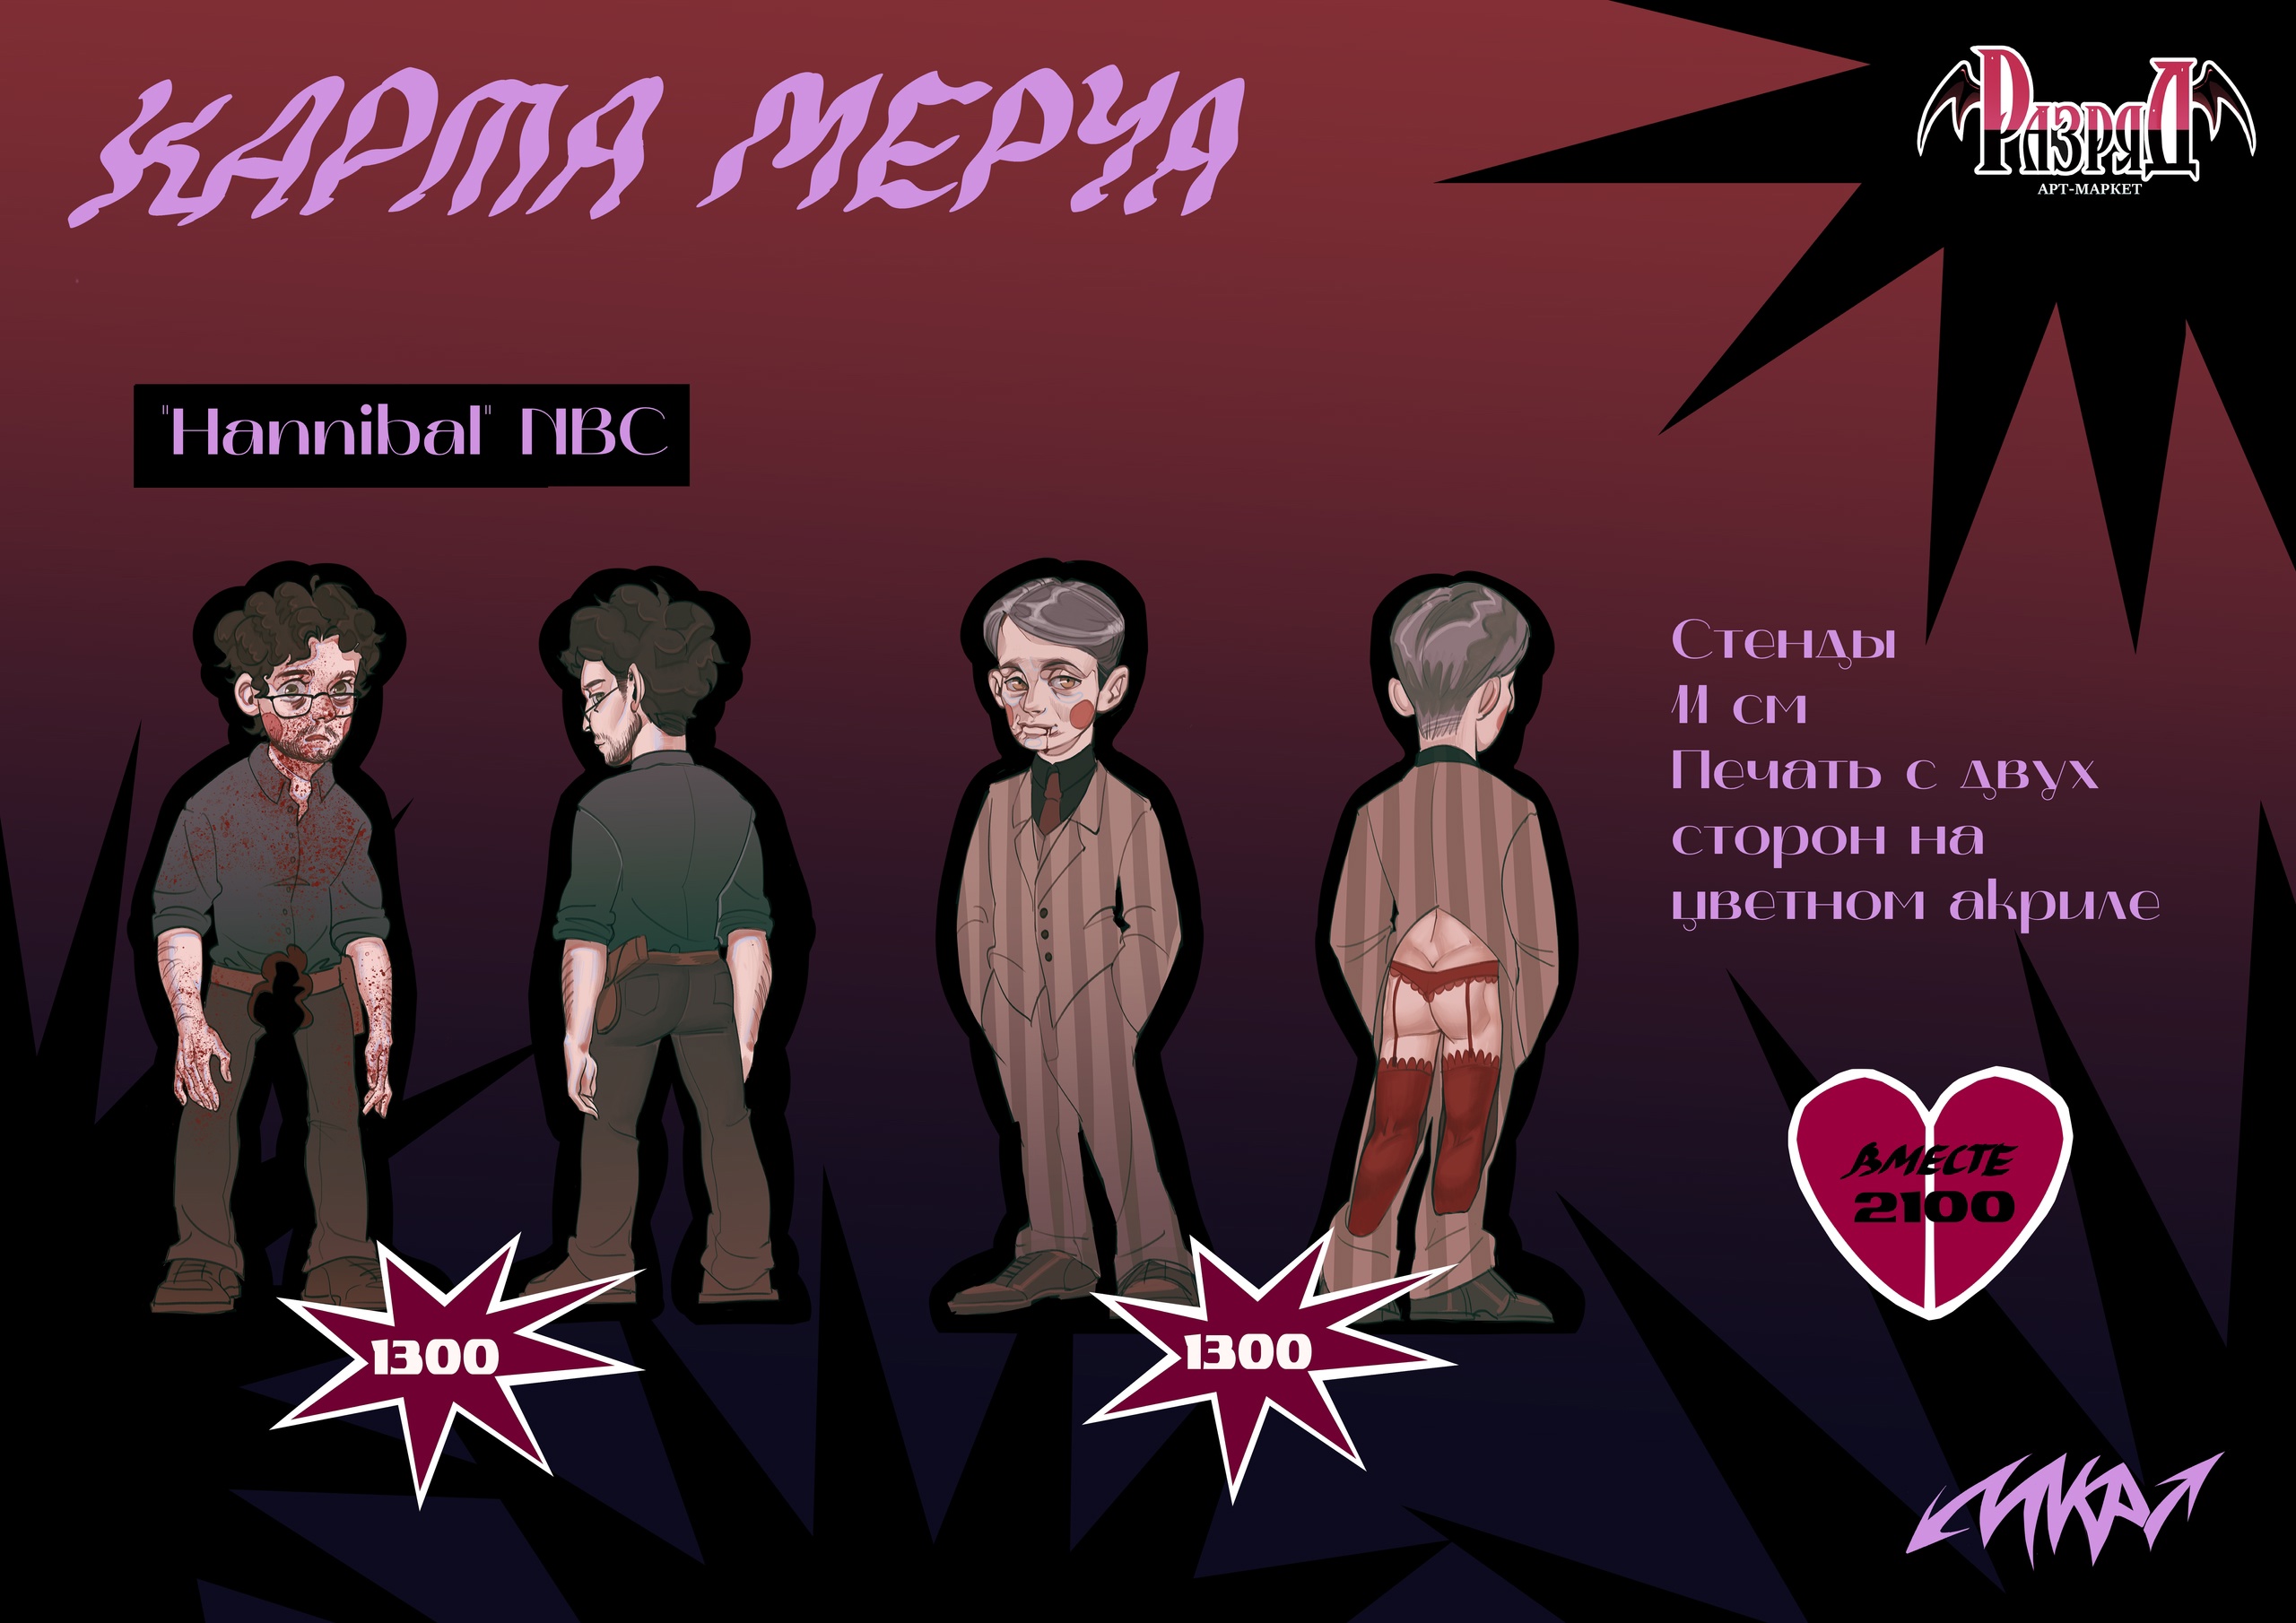 КАРТА МЕРЧА
РАЗРЯД
АРТ-МАРКЕТ
"Hannibal" NBC
Стенды
11 см
Печать с двух
сторон на
цветном акриле
ВМЕСТЕ
2100
1300
1300